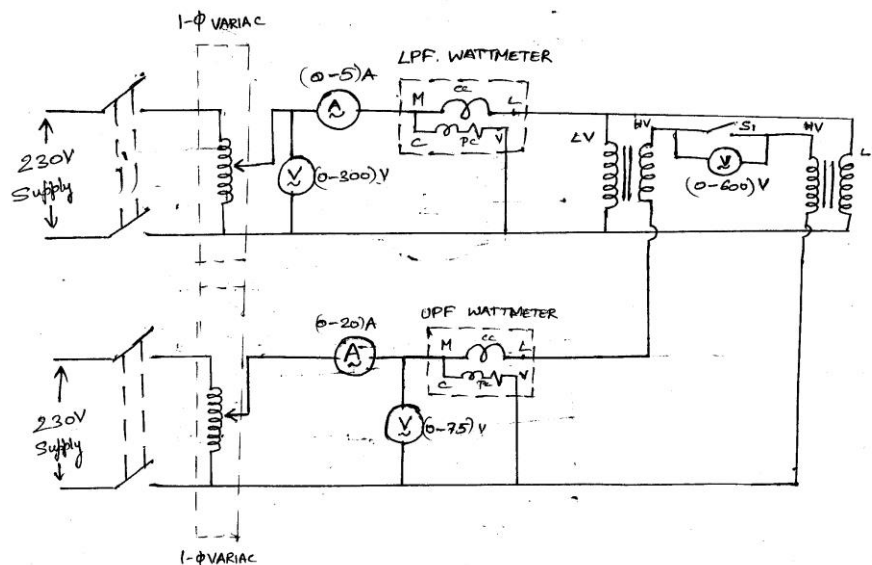 1-Φ VARIAC
LPF. WATTMETER
(0-5)A
A
M
CC
L
C
PC
V
230V
Supply
V
(0-300) V
LV
HV
S1
HV
L
V
(0-600) V
UPF WATTMETER
(0-20)A
A
M
CC
L
C
PC
V
230V
Supply
V
(0-75) V
1-Φ VARIAC